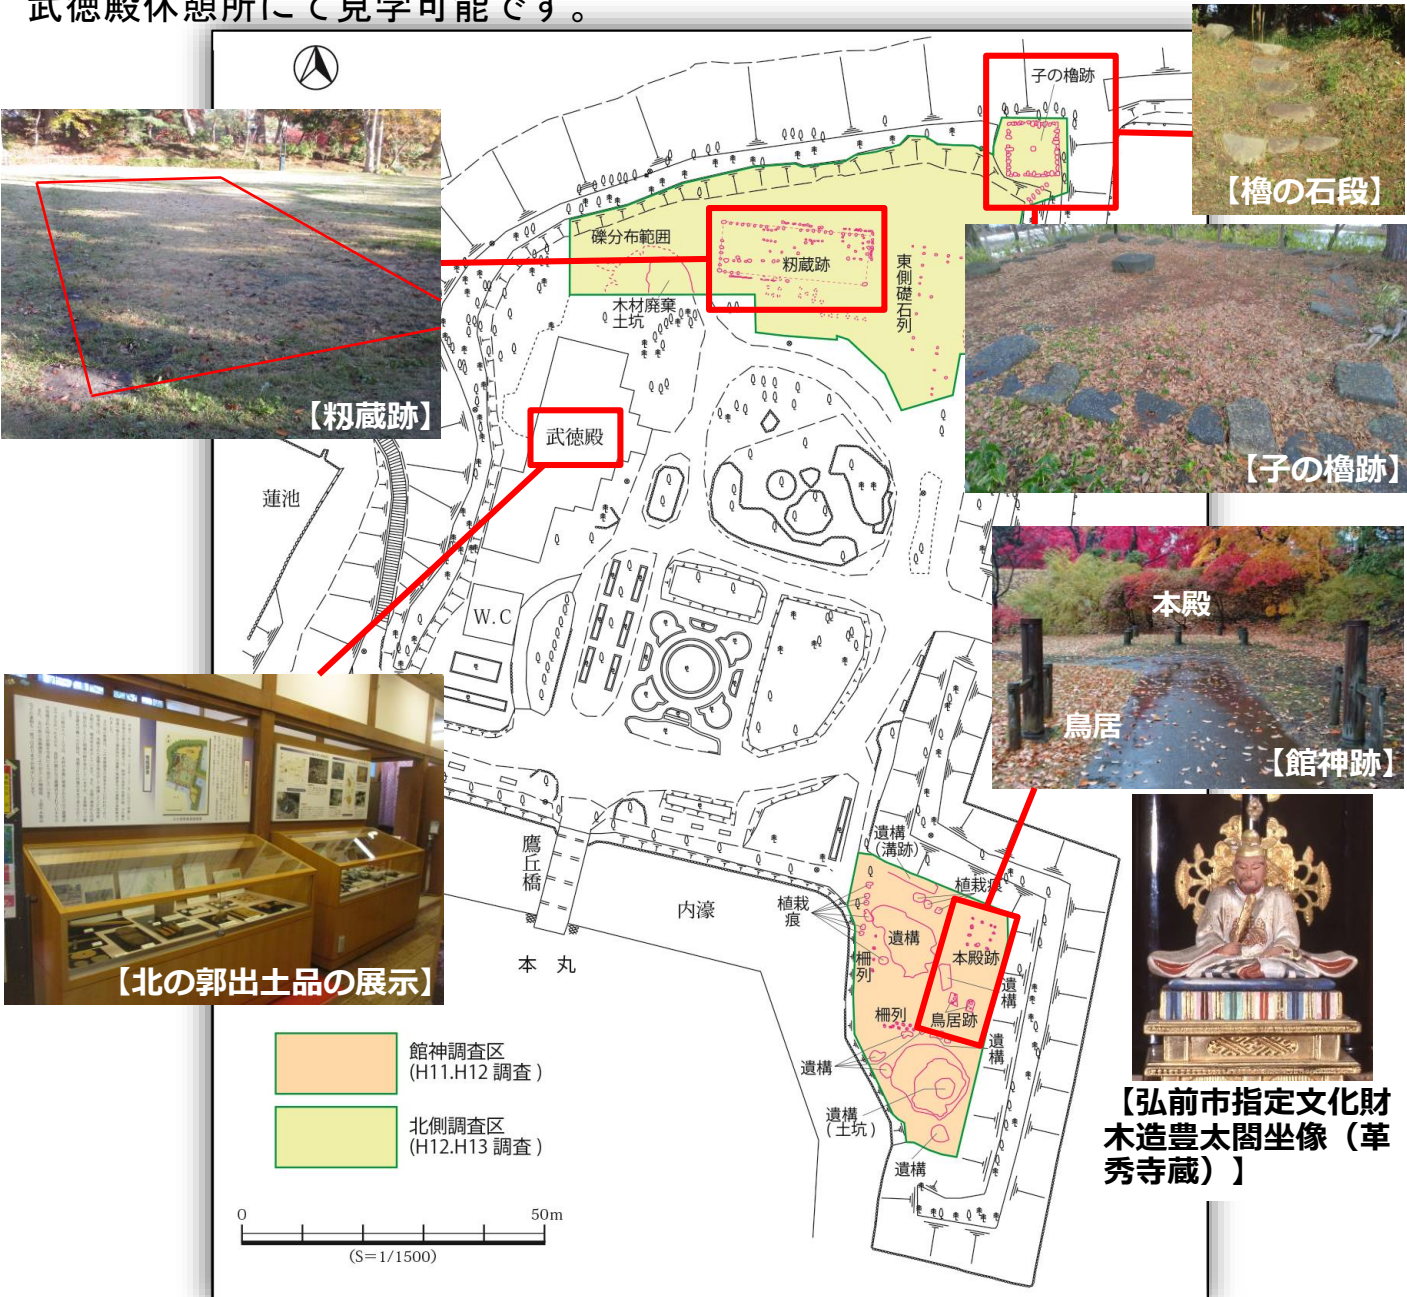 武徳殿休憩所にて見学可能です。
子の櫓跡
【櫓の石段】
礫分布範囲
籾蔵跡
東側礎石列
木材廃棄
土坑
【籾蔵跡】
【子の櫓跡】
武徳殿
蓮池
W.C
本殿
鳥居
【館神跡】
鷹丘橋
内濠
本 丸
【北の郭出土品の展示】
遺構
(溝跡)
植栽痕
植栽
痕
遺構
柵列
本殿跡
遺構
柵列
鳥居跡
遺構
遺構
遺構
(土坑)
遺構
館神調査区
(H11.H12 調査)
北側調査区
(H12.H13 調査)
0 50m
(S=1/1500)
【弘前市指定文化財
木造豊太閤坐像（革
秀寺蔵）】